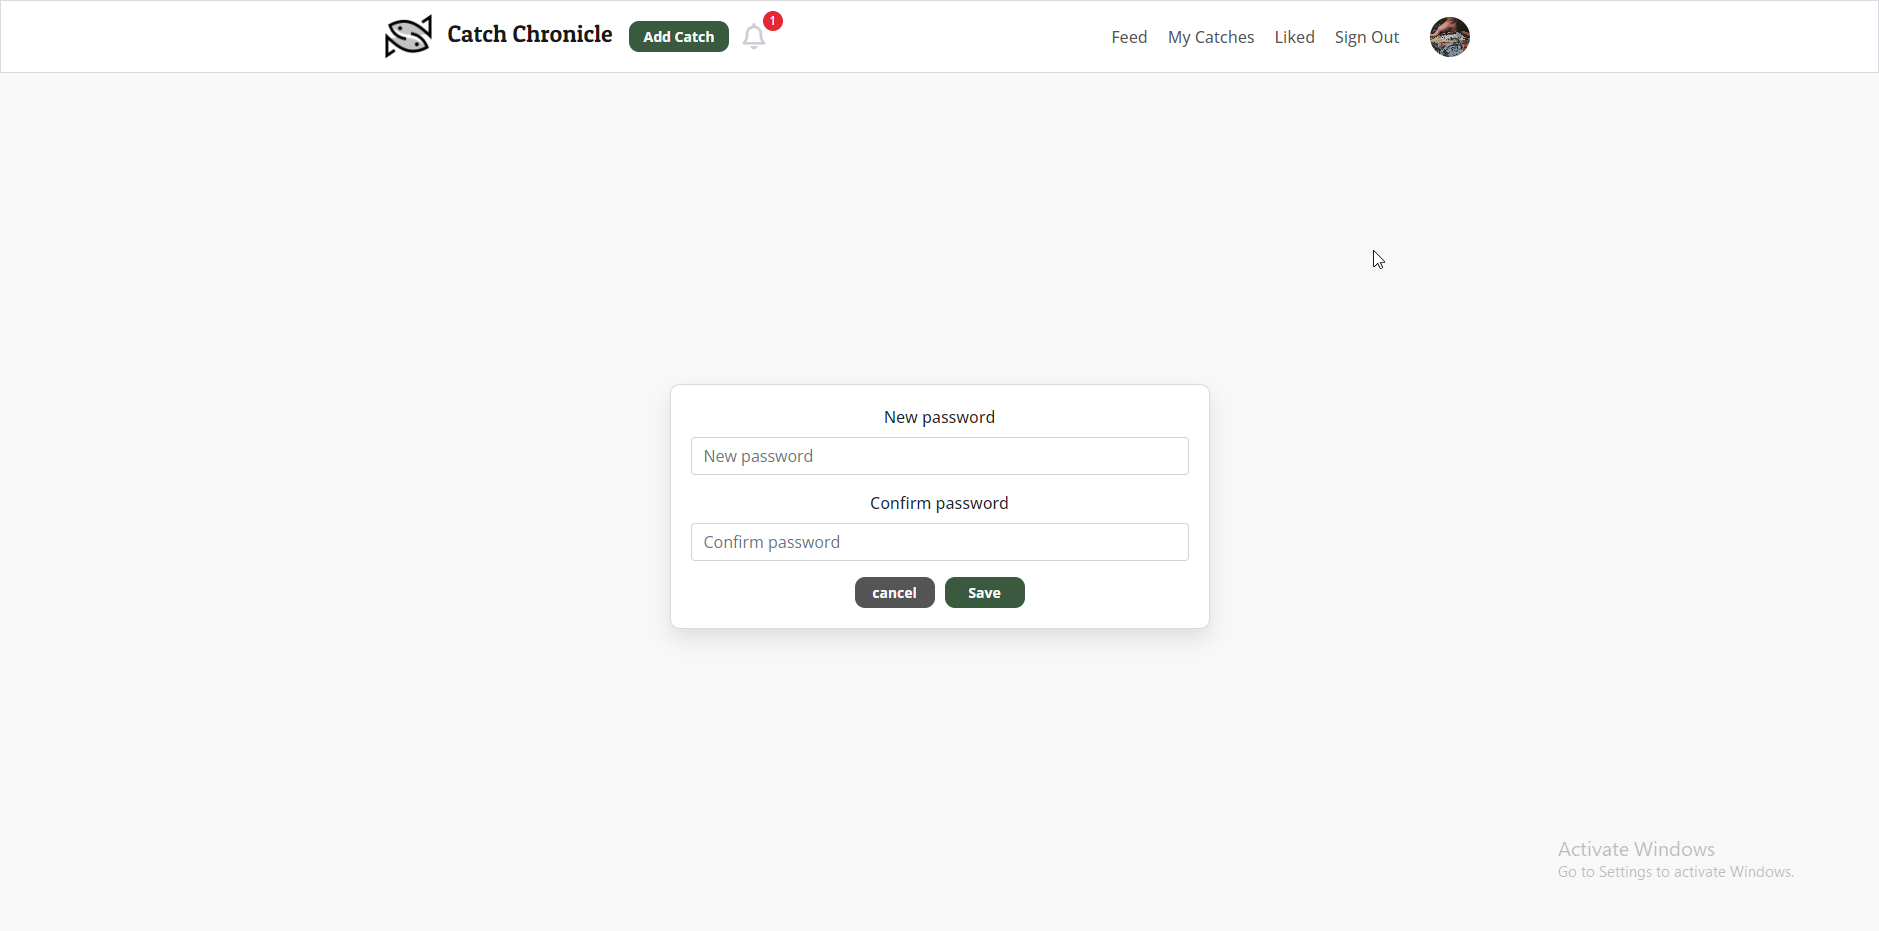 Catch Chronicle
Add Catch
1
Feed
My Catches
Liked
Sign Out
New password
New password
Confirm password
Confirm password
cancel
Save
Activate Windows
Go to Settings to activate Windows.